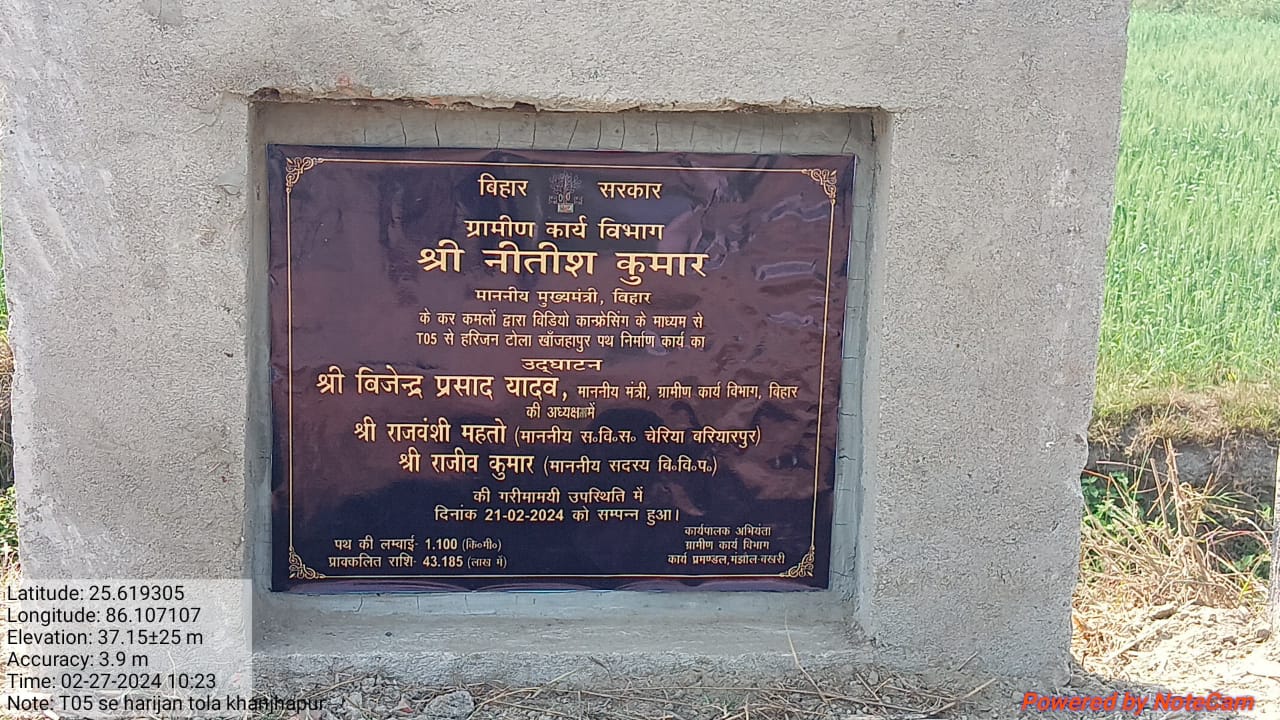 बिहार सरकार
ग्रामीण कार्य विभाग
श्री नीतीश कुमार
माननीय मुख्यमंत्री, विहार
के कर कमलों द्वारा विडियो कान्फ्रेसिंग के माध्यम से
T05 से हरिजन टोला खाँजहापुर पथ निर्माण कार्य का
उद्घाटन
श्री विजेन्द्र प्रसाद यादव, माननीय मंत्री, ग्रामीण कार्य विभाग, बिहार
की अध्यक्ष में
श्री राजवंशी महतो (माननीय स०वि०स० चेरिया बरियारपुर)
श्री राजीव कुमार (माननीय सदस्य वि०वि०प०)
की गरीमामयी उपस्थिति में
दिनांक 21-02-2024 को सम्पन्न हुआ।
पथ की लम्वाई- 1.100 (कि०मी०)
प्राक्कलित राशि- 43.185 (लाख में)
कार्यपालक अभियंता
ग्रामीण कार्य विभाग
कार्य प्रमण्डल,मंझौल-बखरी
Latitude: 25.619305
Longitude: 86.107107
Elevation: 37.15±25 m
Accuracy: 3.9 m
Time: 02-27-2024 10:23
Note: T05 se harijan tola khanjhapur
Powered by NoteCam